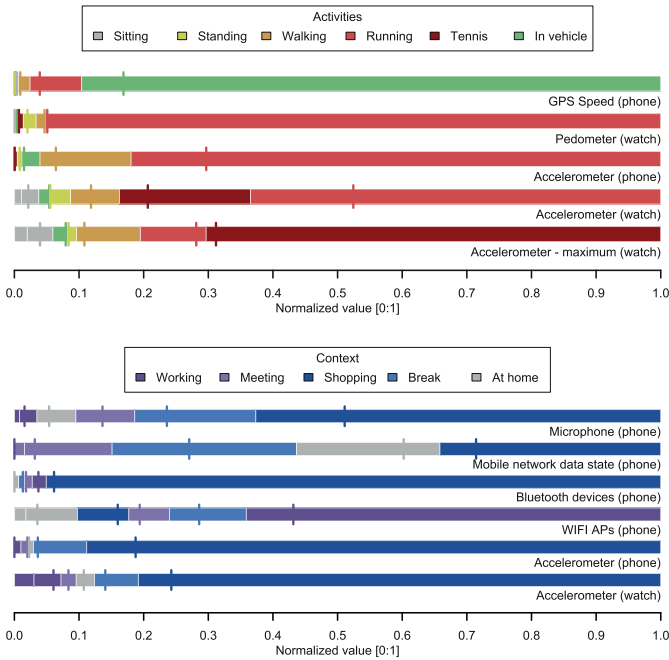 Activities
Sitting Standing Walking Running Tennis In vehicle
GPS Speed (phone)
Pedometer (watch)
Accelerometer (phone)
Accelerometer (watch)
Accelerometer - maximum (watch)
0.0 0.1 0.2 0.3 0.4 0.5 0.6 0.7 0.8 0.9 1.0
Normalized value [0:1]
Context
Working Meeting Shopping Break At home
Microphone (phone)
Mobile network data state (phone)
Bluetooth devices (phone)
WIFI APs (phone)
Accelerometer (phone)
Accelerometer (watch)
0.0 0.1 0.2 0.3 0.4 0.5 0.6 0.7 0.8 0.9 1.0
Normalized value [0:1]